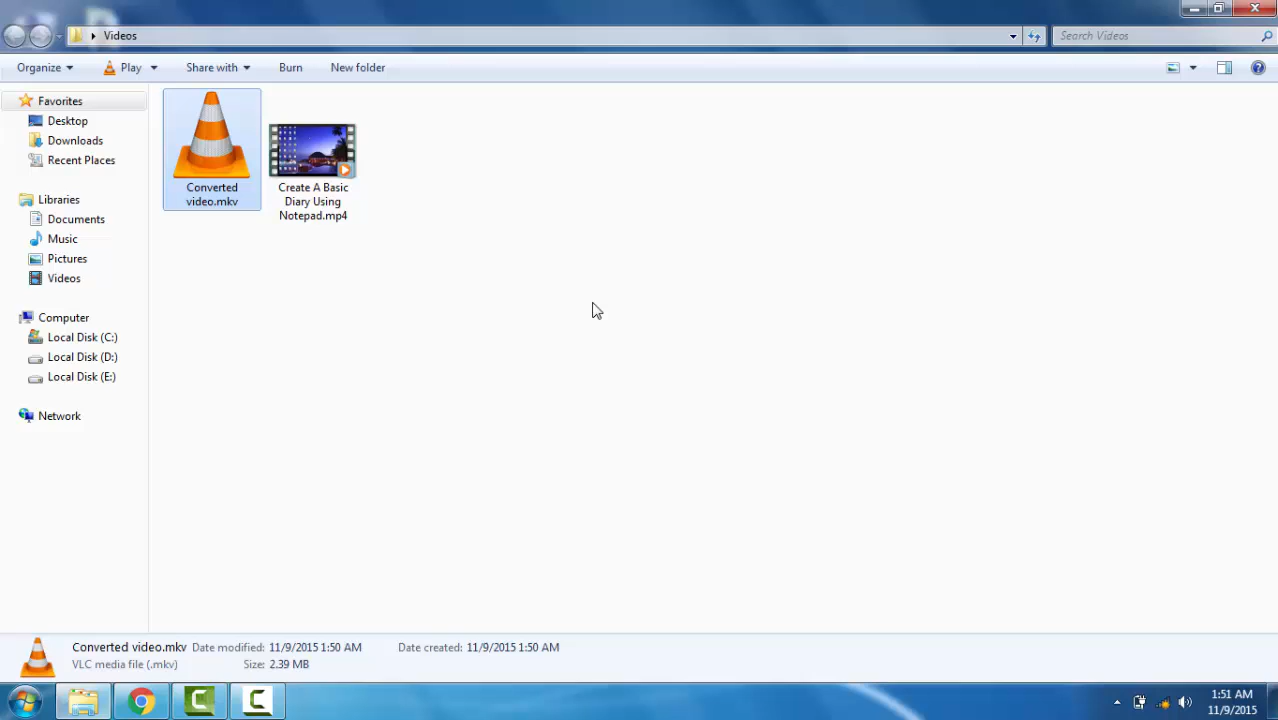 Videos
Search Videos
Organize Play Share with Burn New folder
Favorites
Desktop
Downloads
Recent Places
Libraries
Documents
Music
Pictures
Videos
Computer
Local Disk (C:)
Local Disk (D:)
Local Disk (E:)
Network
Converted
video.mkv
Create A Basic
Diary Using
Notepad.mp4
Converted video.mkv Date modified: 11/9/2015 1:50 AM Date created: 11/9/2015 1:50 AM
VLC media file (.mkv) Size: 2.39 MB
1:51 AM
11/9/2015